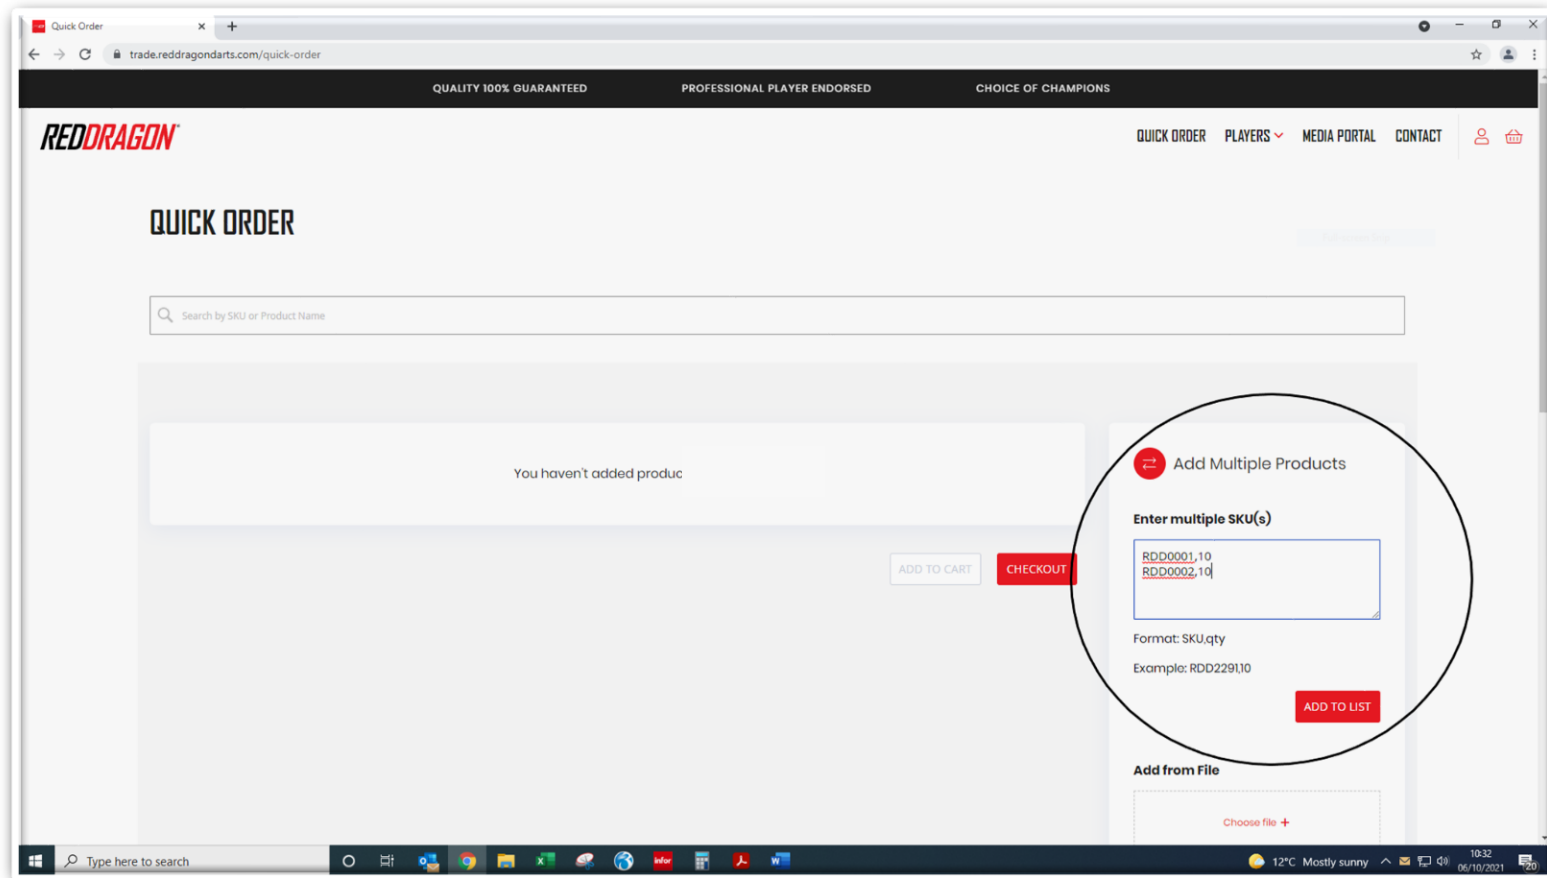 Quick Order
trade.reddragondarts.com/quick-order
QUALITY 100% GUARANTEED PROFESSIONAL PLAYER ENDORSED CHOICE OF CHAMPIONS
REDDRAGON
QUICK ORDER PLAYERS MEDIA PORTAL CONTACT
QUICK ORDER
Search by SKU or Product Name
You haven't added produc
ADD TO CART CHECKOUT
Add Multiple Products
Enter multiple SKU(s)
RDD0001,10
RDD0002,10
Format: SKU,qty
Example: RDD2291,10
ADD TO LIST
Add from File
Choose file +
Type here to search
infor
12°C Mostly sunny
10:32
06/10/2021
20